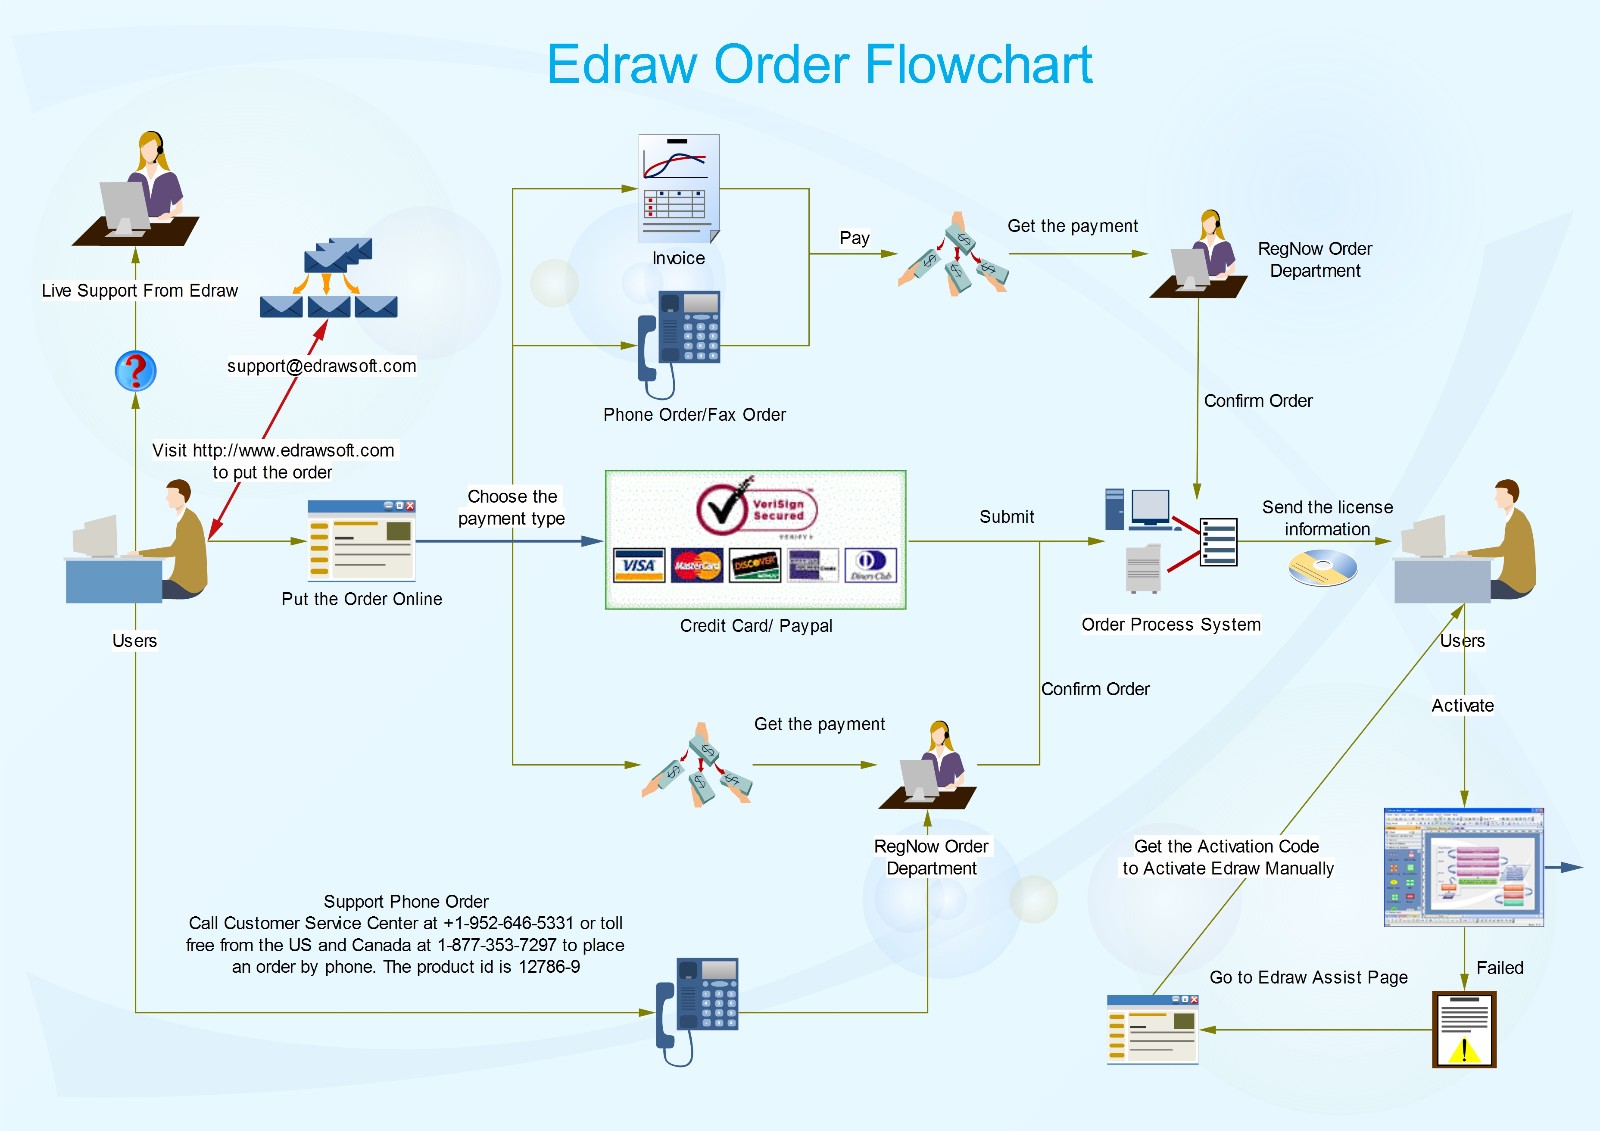 Edraw Order Flowchart
Live Support From Edraw
support@edrawsoft.com
Visit http://www.edrawsoft.com
to put the order
Users
Put the Order Online
Choose the
payment type
Invoice
Phone Order/Fax Order
Pay
Get the payment
RegNow Order
Department
Confirm Order
VeriSign
Secured
VERIFY
VISA
MasterCard
DISCOVER
Diners Club
Credit Card/ Paypal
Submit
Order Process System
Send the license
information
Users
Activate
Confirm Order
Get the payment
RegNow Order
Department
Support Phone Order
Call Customer Service Center at +1-952-646-5331 or toll
free from the US and Canada at 1-877-353-7297 to place
an order by phone. The product id is 12786-9
Get the Activation Code
to Activate Edraw Manually
Go to Edraw Assist Page
Failed